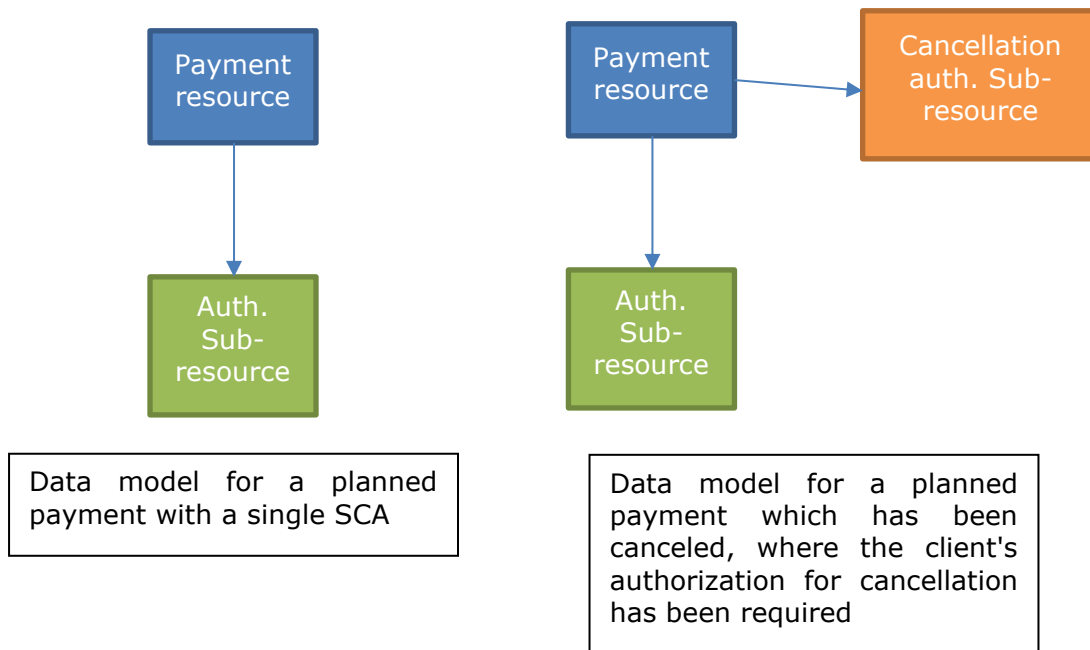 Payment
resource
Auth.
Sub-
resource
Data model for a planned
payment with a single SCA
Payment
resource
Cancellation
auth. Sub-
resource
Auth.
Sub-
resource
Data model for a planned
payment which has been
canceled, where the client's
authorization for cancellation
has been required